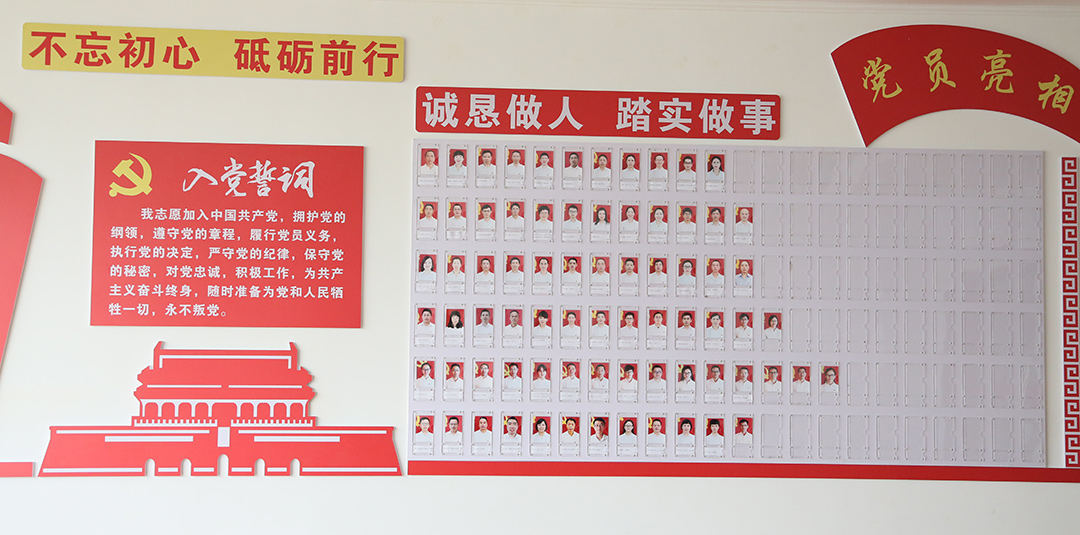 不忘初心 砥砺前行
诚恳做人 踏实做事
党员亮相
入党誓词
我志愿加入中国共产党，拥护党的
纲领，遵守党的章程，履行党员义务，
执行党的决定，严守党的纪律，保守党
的秘密，对党忠诚，积极工作，为共产
主义奋斗终身，随时准备为党和人民牺
牲一切，永不叛党。